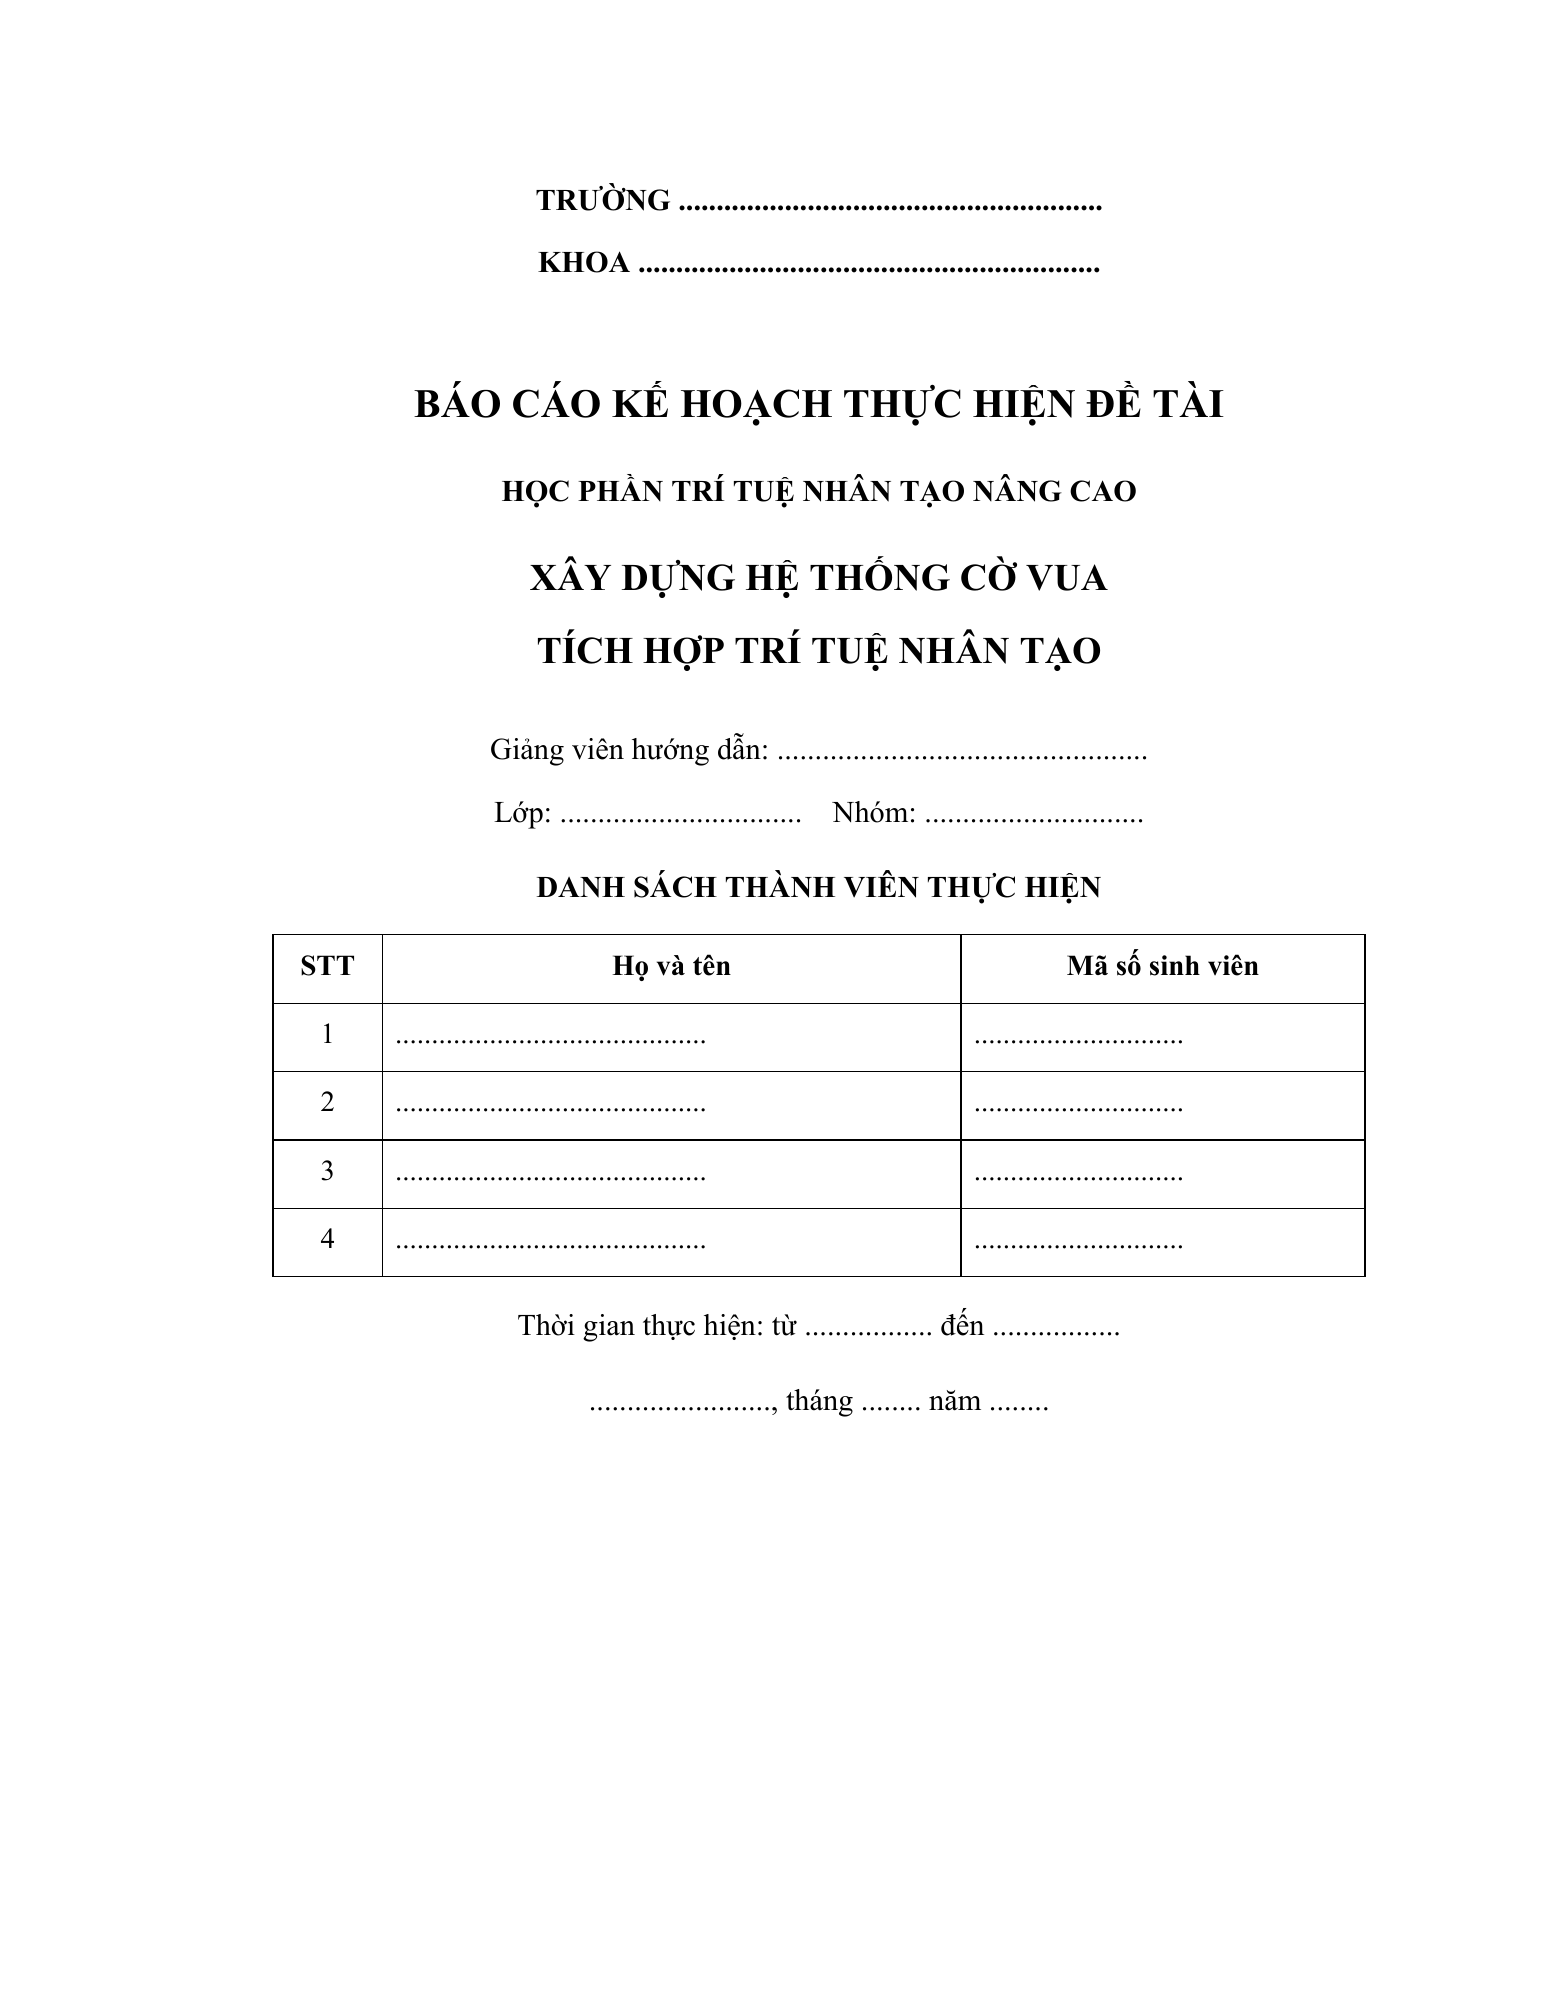 TRƯỜNG ........................................................
KHOA .............................................................
BÁO CÁO KẾ HOẠCH THỰC HIỆN ĐỀ TÀI
HỌC PHẦN TRÍ TUỆ NHÂN TẠO NÂNG CAO
XÂY DỰNG HỆ THỐNG CỜ VUA
TÍCH HỢP TRÍ TUỆ NHÂN TẠO
Giảng viên hướng dẫn: .................................................
Lớp: ................................ Nhóm: .............................
DANH SÁCH THÀNH VIÊN THỰC HIỆN
STT Họ và tên Mã số sinh viên
1 ........................................... .............................
2 ........................................... .............................
3 ........................................... .............................
4 ........................................... .............................
Thời gian thực hiện: từ ................. đến .................
........................, tháng ........ năm ........